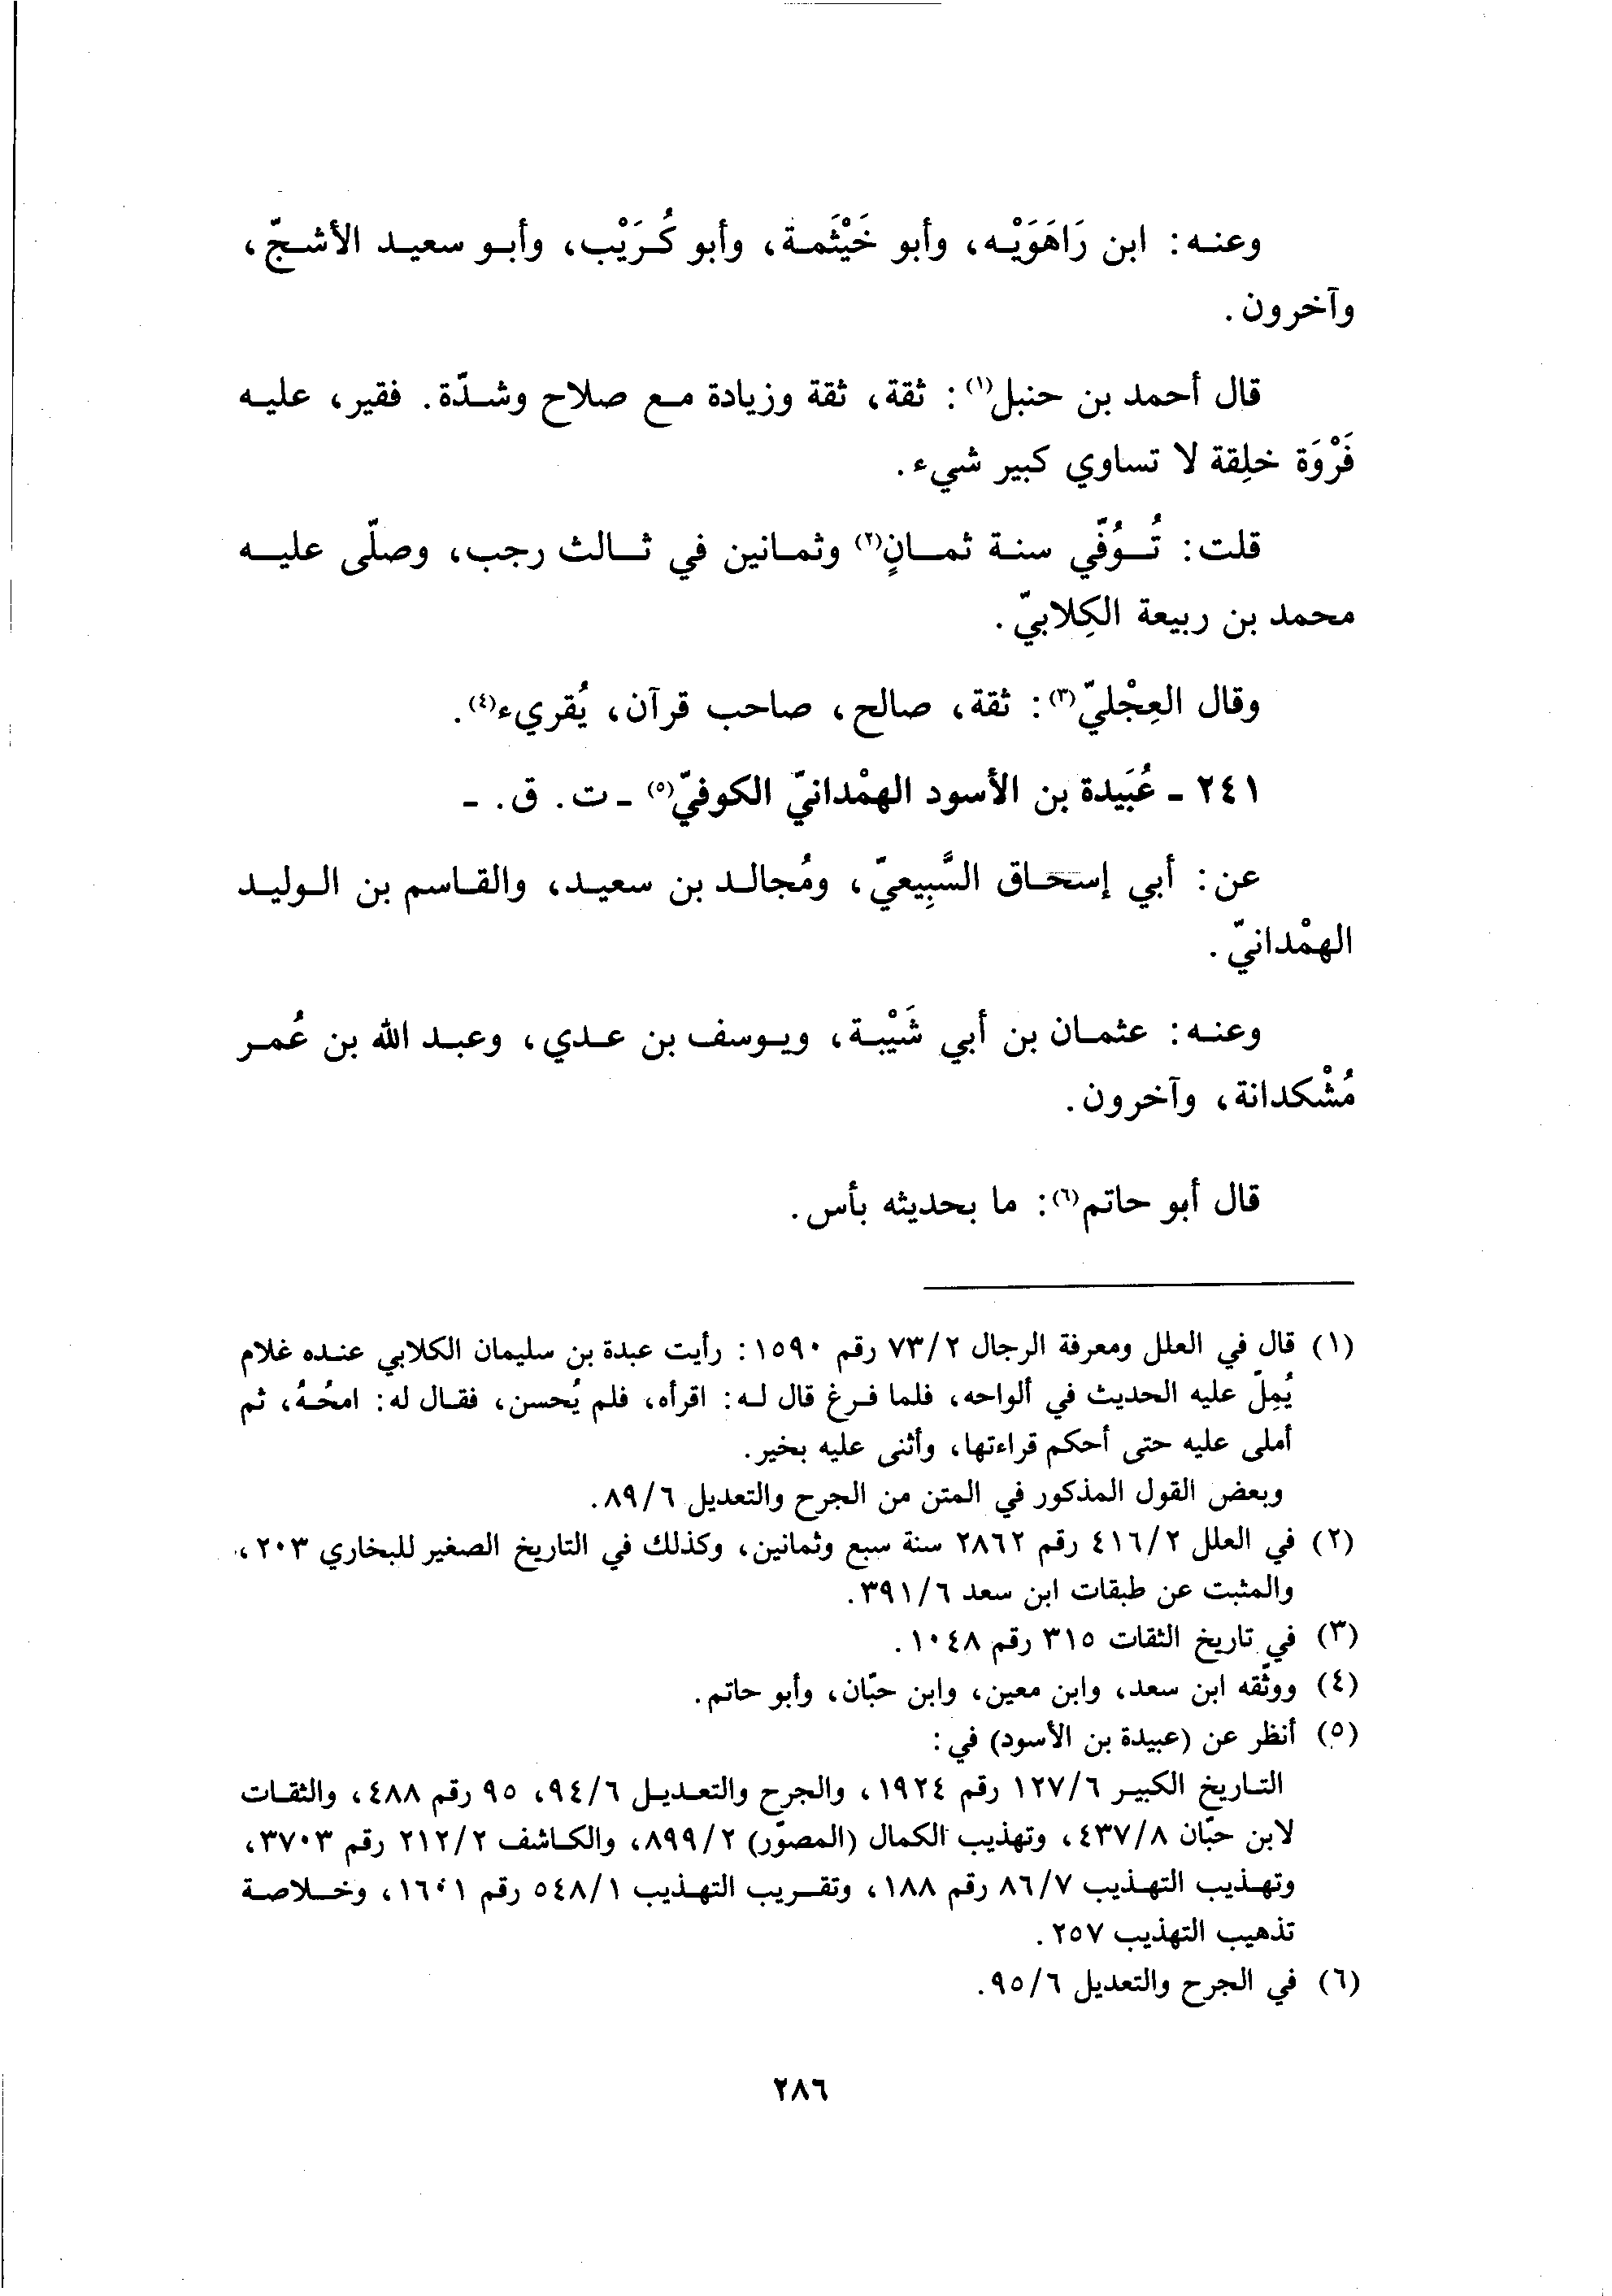 وعنه: ابن رَاهَوَيْه، وأبو خَيْثَمة، وأبو كُرَيْب، وأبو سعيد الأشجّ،
وآخرون.
قال أحمد بن حنبل(١): ثقة، ثقة وزيادة مع صلاح وشدّة. فقير، عليه
فَرْوَة خلِقة لا تساوي كبير شيء.
قلت: تُوُفّي سنة ثمانٍ(٢) وثمانين في ثالث رجب، وصلّى عليه
محمد بن ربيعة الكِلابيّ.
وقال العِجْليّ(٣): ثقة، صالح، صاحب قرآن، يُقريء(٤).
٢٤١ - عُبَيدة بن الأسود الهمْدانيّ الكوفيّ(٥) - ت. ق. -
عن: أبي إسحاق السَّبِيعيّ، ومُجالد بن سعيد، والقاسم بن الوليد
الهمْدانيّ.
وعنه: عثمان بن أبي شَيْبة، ويوسف بن عدي، وعبد الله بن عُمر
مُشْكدانة، وآخرون.
قال أبو حاتم(٦): ما بحديثه بأس.
(١) قال في العلل ومعرفة الرجال ٧٣/٢ رقم ١٥٩٠: رأيت عبدة بن سليمان الكلابي عنده غلام
يُمِلّ عليه الحديث في ألواحه، فلما فرغ قال له: اقرأه، فلم يُحسن، فقال له: امحُهُ، ثم
أملى عليه حتى أحكم قراءتها، وأثنى عليه بخير.
وبعض القول المذكور في المتن من الجرح والتعديل ٨٩/٦.
(٢) في العلل ٤١٦/٢ رقم ٢٨٦٢ سنة سبع وثمانين، وكذلك في التاريخ الصغير للبخاري ٢٠٣،
والمثبت عن طبقات ابن سعد ٣٩١/٦.
(٣) في تاريخ الثقات ٣١٥ رقم ١٠٤٨.
(٤) ووثّقه ابن سعد، وابن معين، وابن حبّان، وأبو حاتم.
(٥) أنظر عن (عبيدة بن الأسود) في:
التاريخ الكبير ١٢٧/٦ رقم ١٩٢٤، والجرح والتعديل ٩٤/٦، ٩٥ رقم ٤٨٨، والثقات
لابن حبّان ٤٣٧/٨، وتهذيب الكمال (المصوّر) ٨٩٩/٢، والكاشف ٢١٢/٢ رقم ٣٧٠٣،
وتهذيب التهذيب ٨٦/٧ رقم ١٨٨، وتقريب التهذيب ٥٤٨/١ رقم ١٦٠١، وخلاصة
تذهيب التهذيب ٢٥٧.
(٦) في الجرح والتعديل ٩٥/٦.
٢٨٦